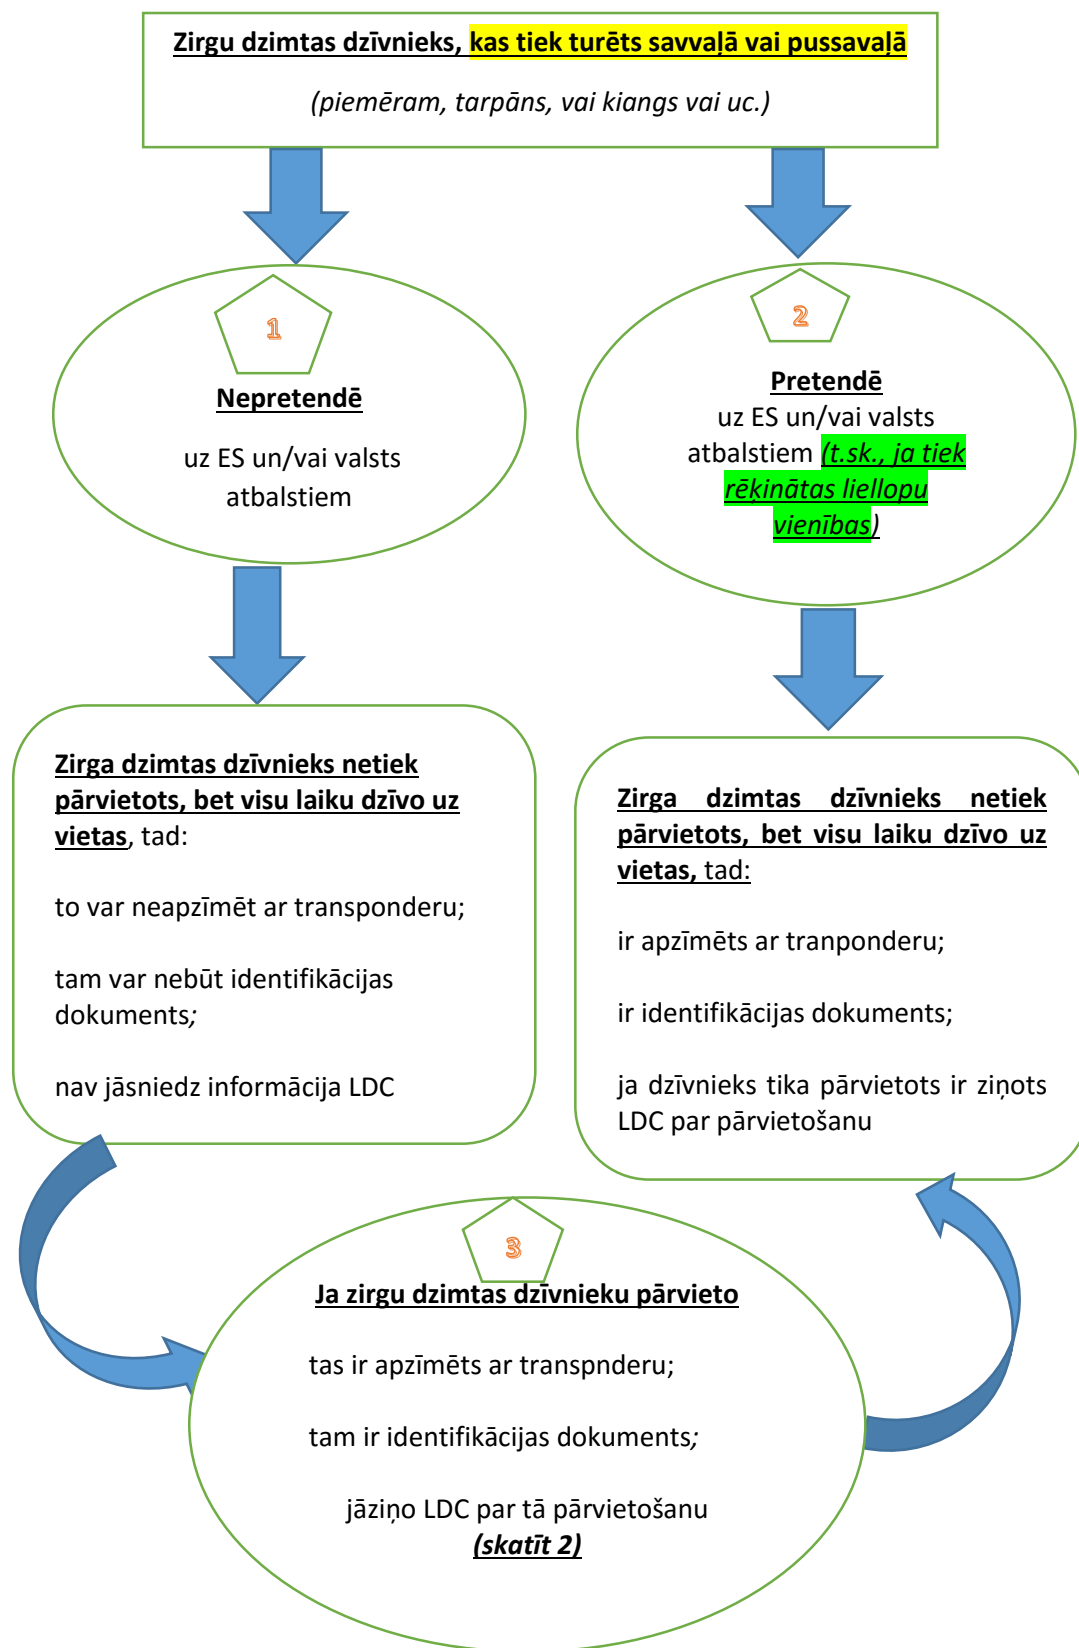 Zirgu dzimtas dzīvnieks, kas tiek turēts savvaļā vai pussavaļā
(piemēram, tarpāns, vai kiangs vai uc.)
1
Nepretendē
uz ES un/vai valsts
atbalstiem
2
Pretendē
uz ES un/vai valsts
atbalstiem (t.sk., ja tiek
rēķinātas liellopu
vienības)
Zirga dzimtas dzīvnieks netiek
pārvietots, bet visu laiku dzīvo uz
vietas, tad:
to var neapzīmēt ar transponderu;
tam var nebūt identifikācijas
dokuments;
nav jāsniedz informācija LDC
Zirga dzimtas dzīvnieks netiek
pārvietots, bet visu laiku dzīvo uz
vietas, tad:
ir apzīmēts ar tranponderu;
ir identifikācijas dokuments;
ja dzīvnieks tika pārvietots ir ziņots
LDC par pārvietošanu
3
Ja zirgu dzimtas dzīvnieku pārvieto
tas ir apzīmēts ar transpnderu;
tam ir identifikācijas dokuments;
jāziņo LDC par tā pārvietošanu
(skatīt 2)